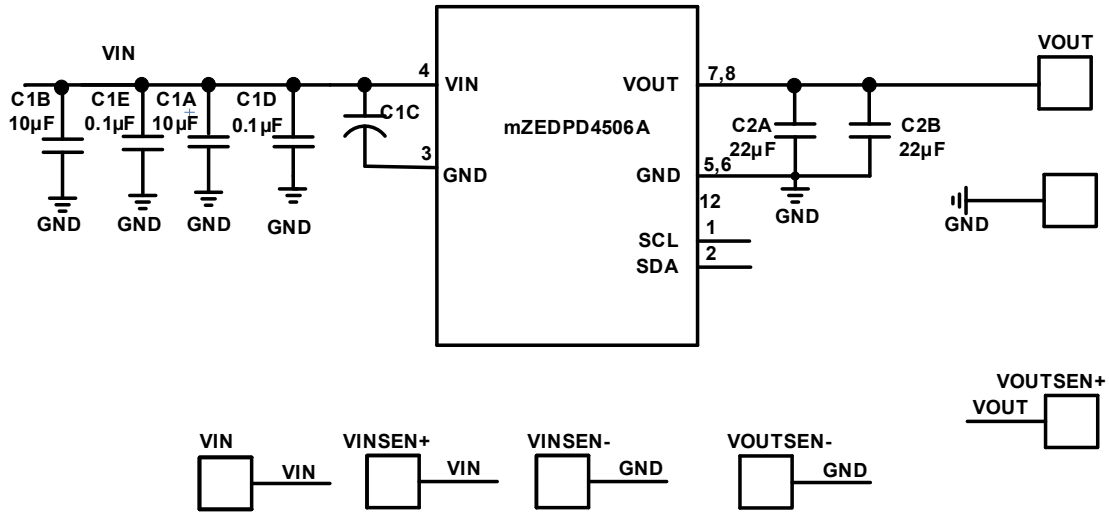 VOUT
VIN
4
VIN
VOUT
7,8
C1B
10µF
C1E
0.1µF
C1A
10µF
C1D
0.1µF
C1C
mZEDPD4506A
C2A
22µF
C2B
22µF
3
GND
GND
5,6
12
GND
GND
GND
GND
GND
GND
SCL
1
SDA
2
VOUTSEN+
VOUT
VIN
VIN
VINSEN+
VIN
VINSEN-
GND
VOUTSEN-
GND